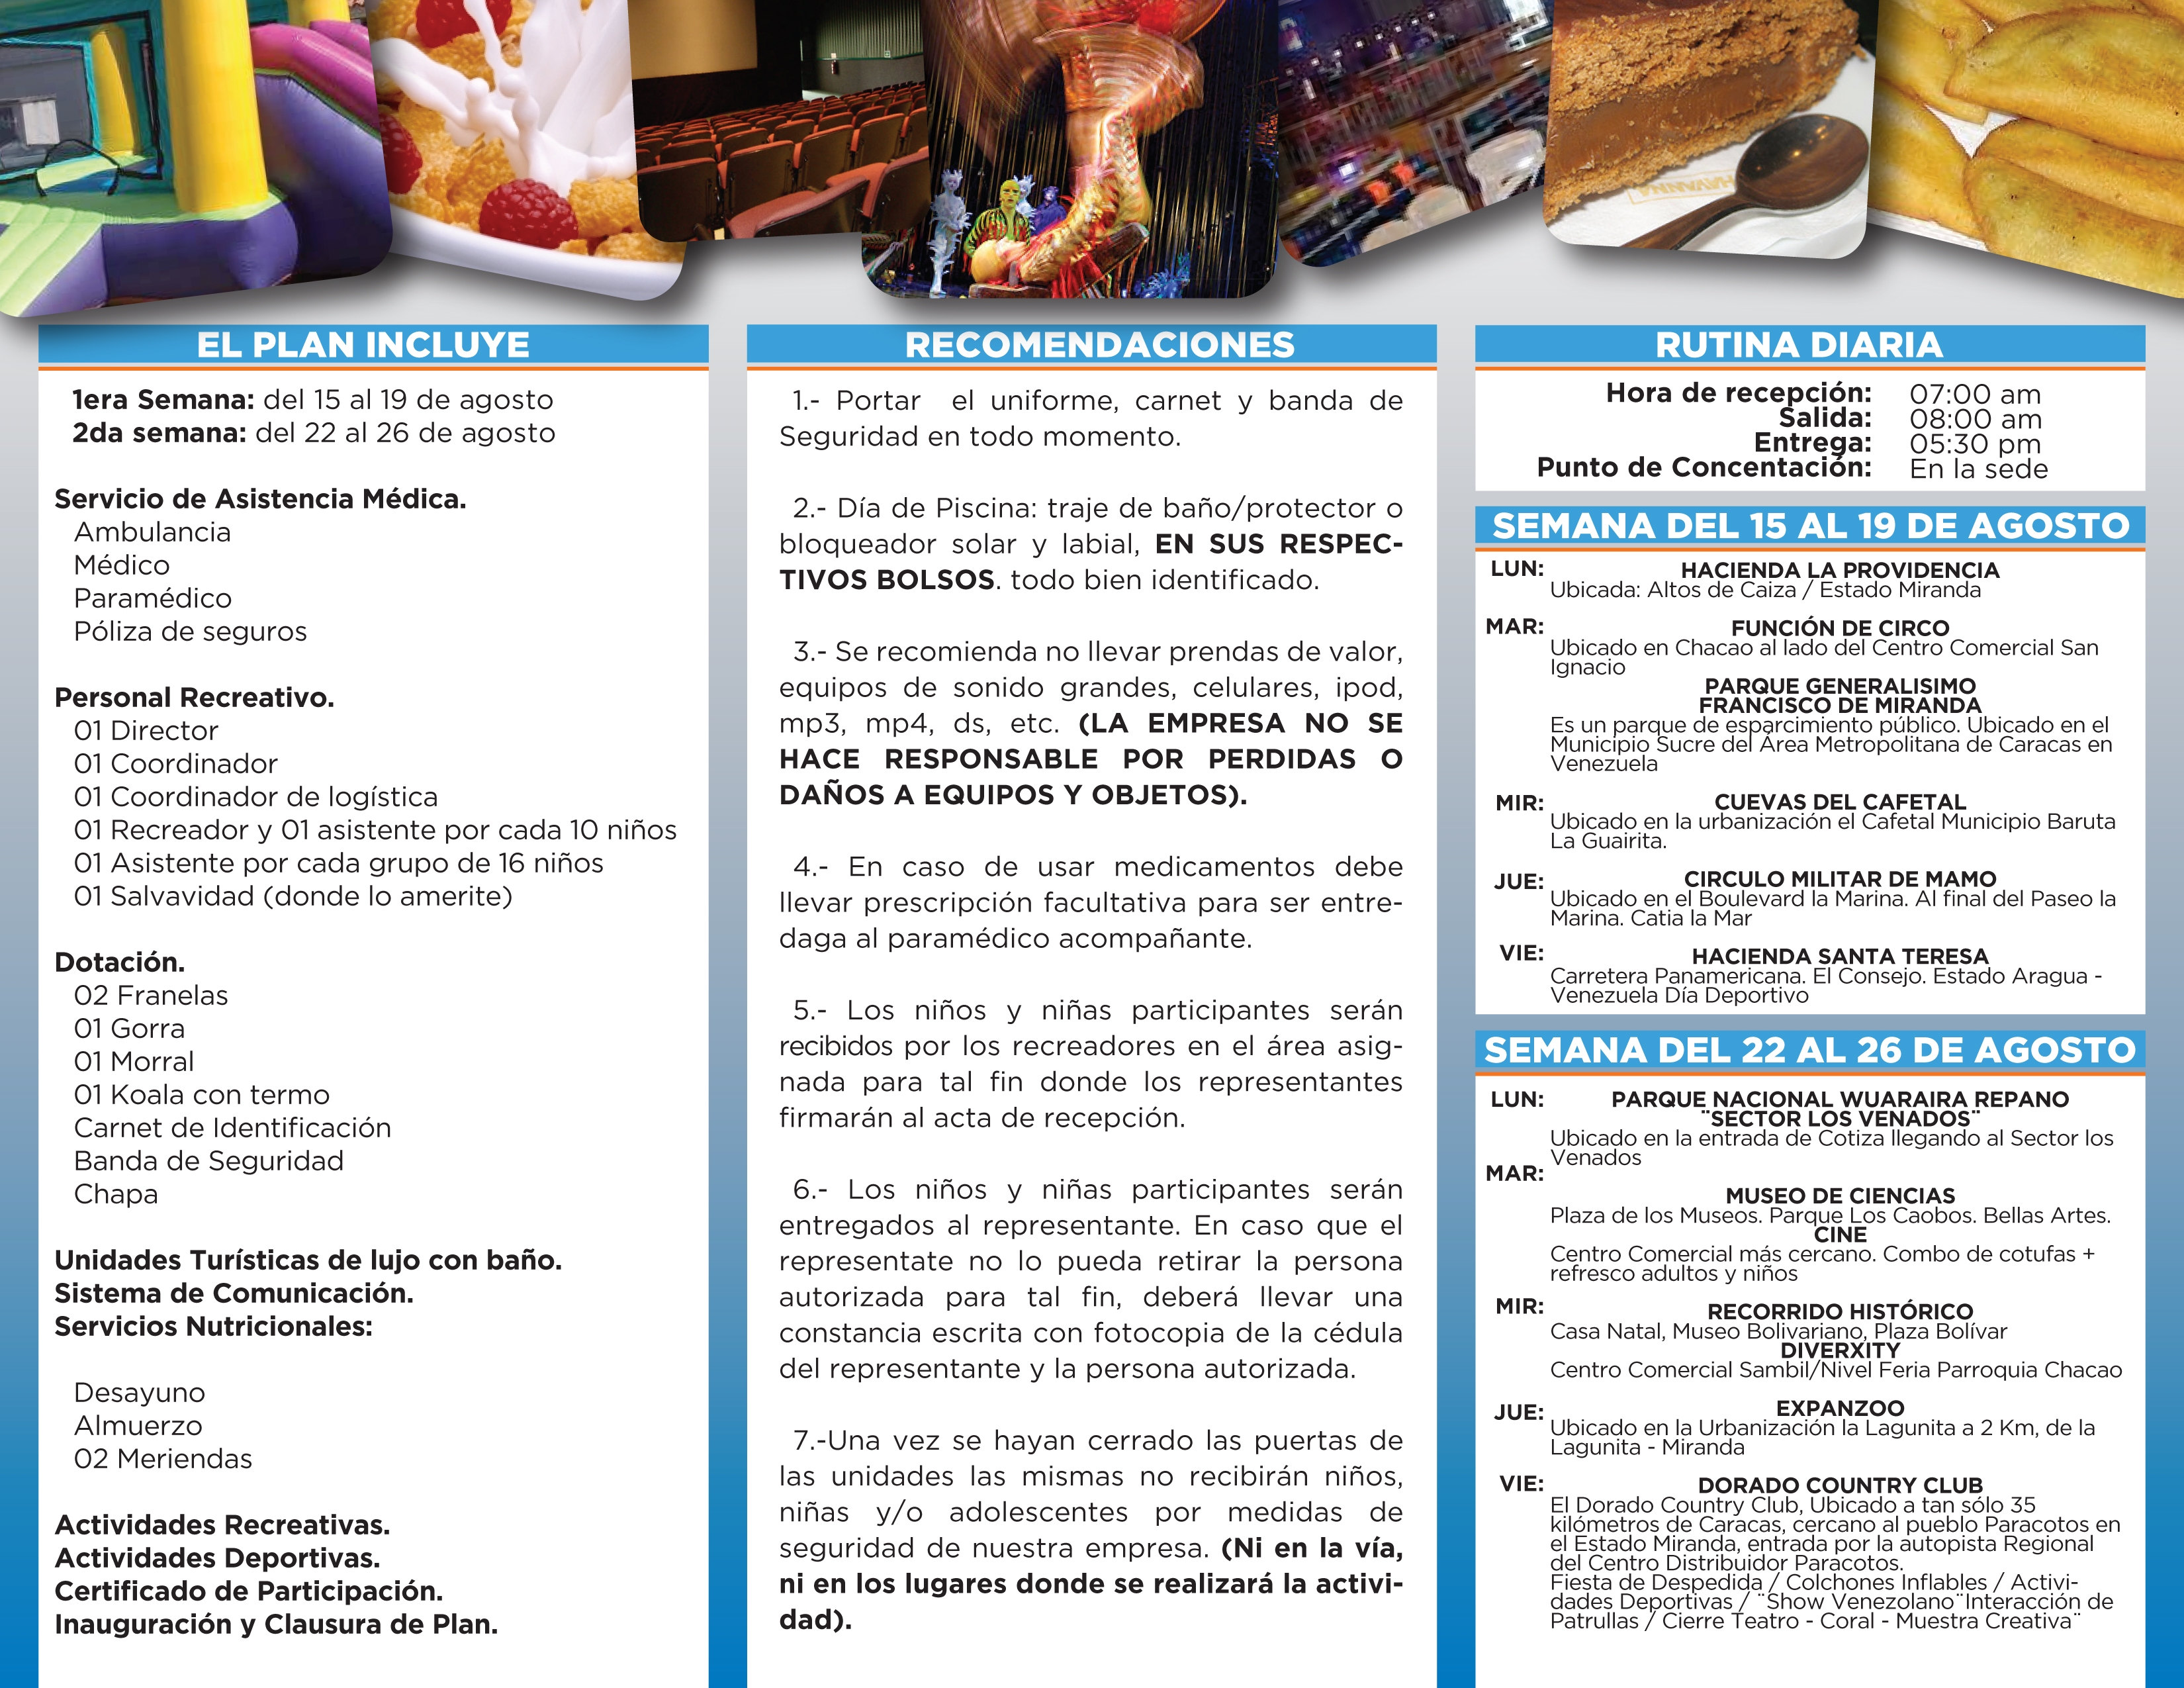 EL PLAN INCLUYE
1era Semana: del 15 al 19 de agosto
2da semana: del 22 al 26 de agosto
Servicio de Asistencia Médica.
Ambulancia
Médico
Paramédico
Póliza de seguros
Personal Recreativo.
01 Director
01 Coordinador
01 Coordinador de logística
01 Recreador y 01 asistente por cada 10 niños
01 Asistente por cada grupo de 16 niños
01 Salvavidad (donde lo amerite)
Dotación.
02 Franelas
01 Gorra
01 Morral
01 Koala con termo
Carnet de Identificación
Banda de Seguridad
Chapa
Unidades Turísticas de lujo con baño.
Sistema de Comunicación.
Servicios Nutricionales:
Desayuno
Almuerzo
02 Meriendas
Actividades Recreativas.
Actividades Deportivas.
Certificado de Participación.
Inauguración y Clausura de Plan.
RECOMENDACIONES
1.- Portar el uniforme, carnet y banda de
Seguridad en todo momento.
2.- Día de Piscina: traje de baño/protector o
bloqueador solar y labial, EN SUS RESPEC-
TIVOS BOLSOS. todo bien identificado.
3.- Se recomienda no llevar prendas de valor,
equipos de sonido grandes, celulares, ipod,
mp3, mp4, ds, etc. (LA EMPRESA NO SE
HACE RESPONSABLE POR PERDIDAS O
DAÑOS A EQUIPOS Y OBJETOS).
4.- En caso de usar medicamentos debe
llevar prescripción facultativa para ser entre-
daga al paramédico acompañante.
5.- Los niños y niñas participantes serán
recibidos por los recreadores en el área asig-
nada para tal fin donde los representantes
firmarán al acta de recepción.
6.- Los niños y niñas participantes serán
entregados al representante. En caso que el
representate no lo pueda retirar la persona
autorizada para tal fin, deberá llevar una
constancia escrita con fotocopia de la cédula
del representante y la persona autorizada.
7.-Una vez se hayan cerrado las puertas de
las unidades las mismas no recibirán niños,
niñas y/o adolescentes por medidas de
seguridad de nuestra empresa. (Ni en la vía,
ni en los lugares donde se realizará la activi-
dad).
RUTINA DIARIA
Hora de recepción: 07:00 am
Salida: 08:00 am
Entrega: 05:30 pm
Punto de Concentación: En la sede
SEMANA DEL 15 AL 19 DE AGOSTO
LUN: HACIENDA LA PROVIDENCIA
Ubicada: Altos de Caiza / Estado Miranda
MAR: FUNCIÓN DE CIRCO
Ubicado en Chacao al lado del Centro Comercial San
Ignacio
PARQUE GENERALISIMO
FRANCISCO DE MIRANDA
Es un parque de esparcimiento público. Ubicado en el
Municipio Sucre del Área Metropolitana de Caracas en
Venezuela
MIR: CUEVAS DEL CAFETAL
Ubicado en la urbanización el Cafetal Municipio Baruta
La Guairita.
JUE: CIRCULO MILITAR DE MAMO
Ubicado en el Boulevard la Marina. Al final del Paseo la
Marina. Catia la Mar
VIE: HACIENDA SANTA TERESA
Carretera Panamericana. El Consejo. Estado Aragua -
Venezuela Día Deportivo
SEMANA DEL 22 AL 26 DE AGOSTO
LUN: PARQUE NACIONAL WUARAIRA REPANO
¨SECTOR LOS VENADOS¨
Ubicado en la entrada de Cotiza llegando al Sector los
Venados
MAR:
MUSEO DE CIENCIAS
Plaza de los Museos. Parque Los Caobos. Bellas Artes.
CINE
Centro Comercial más cercano. Combo de cotufas +
refresco adultos y niños
MIR: RECORRIDO HISTÓRICO
Casa Natal, Museo Bolivariano, Plaza Bolívar
DIVERXITY
Centro Comercial Sambil/Nivel Feria Parroquia Chacao
JUE: EXPANZOO
Ubicado en la Urbanización la Lagunita a 2 Km, de la
Lagunita - Miranda
VIE: DORADO COUNTRY CLUB
El Dorado Country Club, Ubicado a tan sólo 35
kilómetros de Caracas, cercano al pueblo Paracotos en
el Estado Miranda, entrada por la autopista Regional
del Centro Distribuidor Paracotos.
Fiesta de Despedida / Colchones Inflables / Activi-
dades Deportivas / ¨Show Venezolano¨Interacción de
Patrullas / Cierre Teatro - Coral - Muestra Creativa¨
HAVANNA